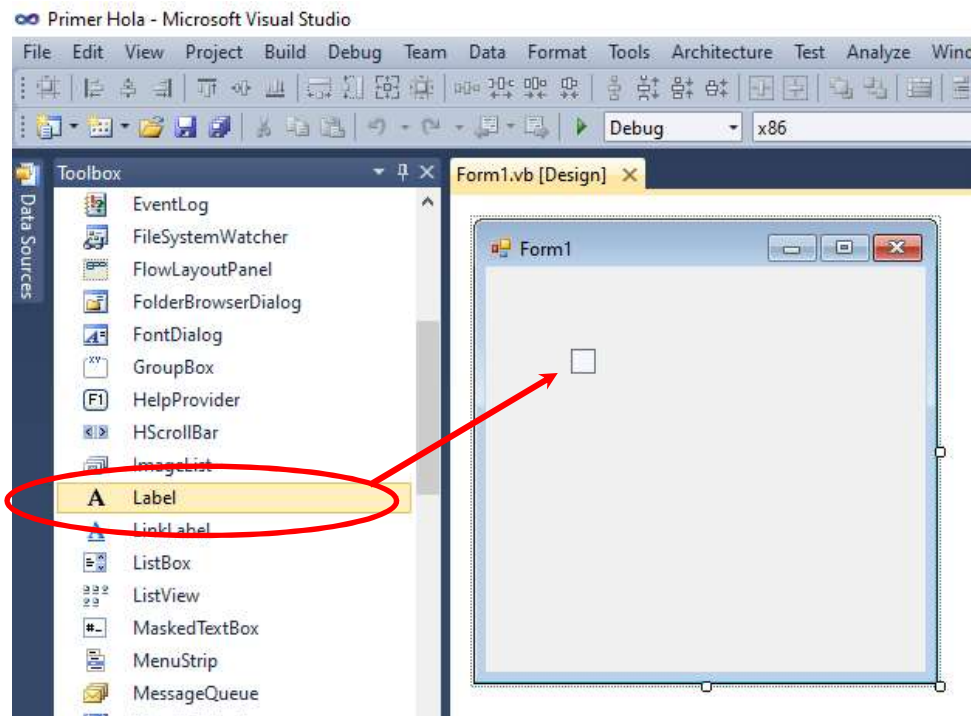 Primer Hola - Microsoft Visual Studio
File Edit View Project Build Debug Team Data Format Tools Architecture Test Analyze
Debug x86
Toolbox
Form1.vb [Design]
Data Sources
EventLog
FileSystemWatcher
FlowLayoutPanel
FolderBrowserDialog
FontDialog
GroupBox
HelpProvider
HScrollBar
ImageList
Label
LinkLabel
ListBox
ListView
MaskedTextBox
MenuStrip
MessageQueue
Form1